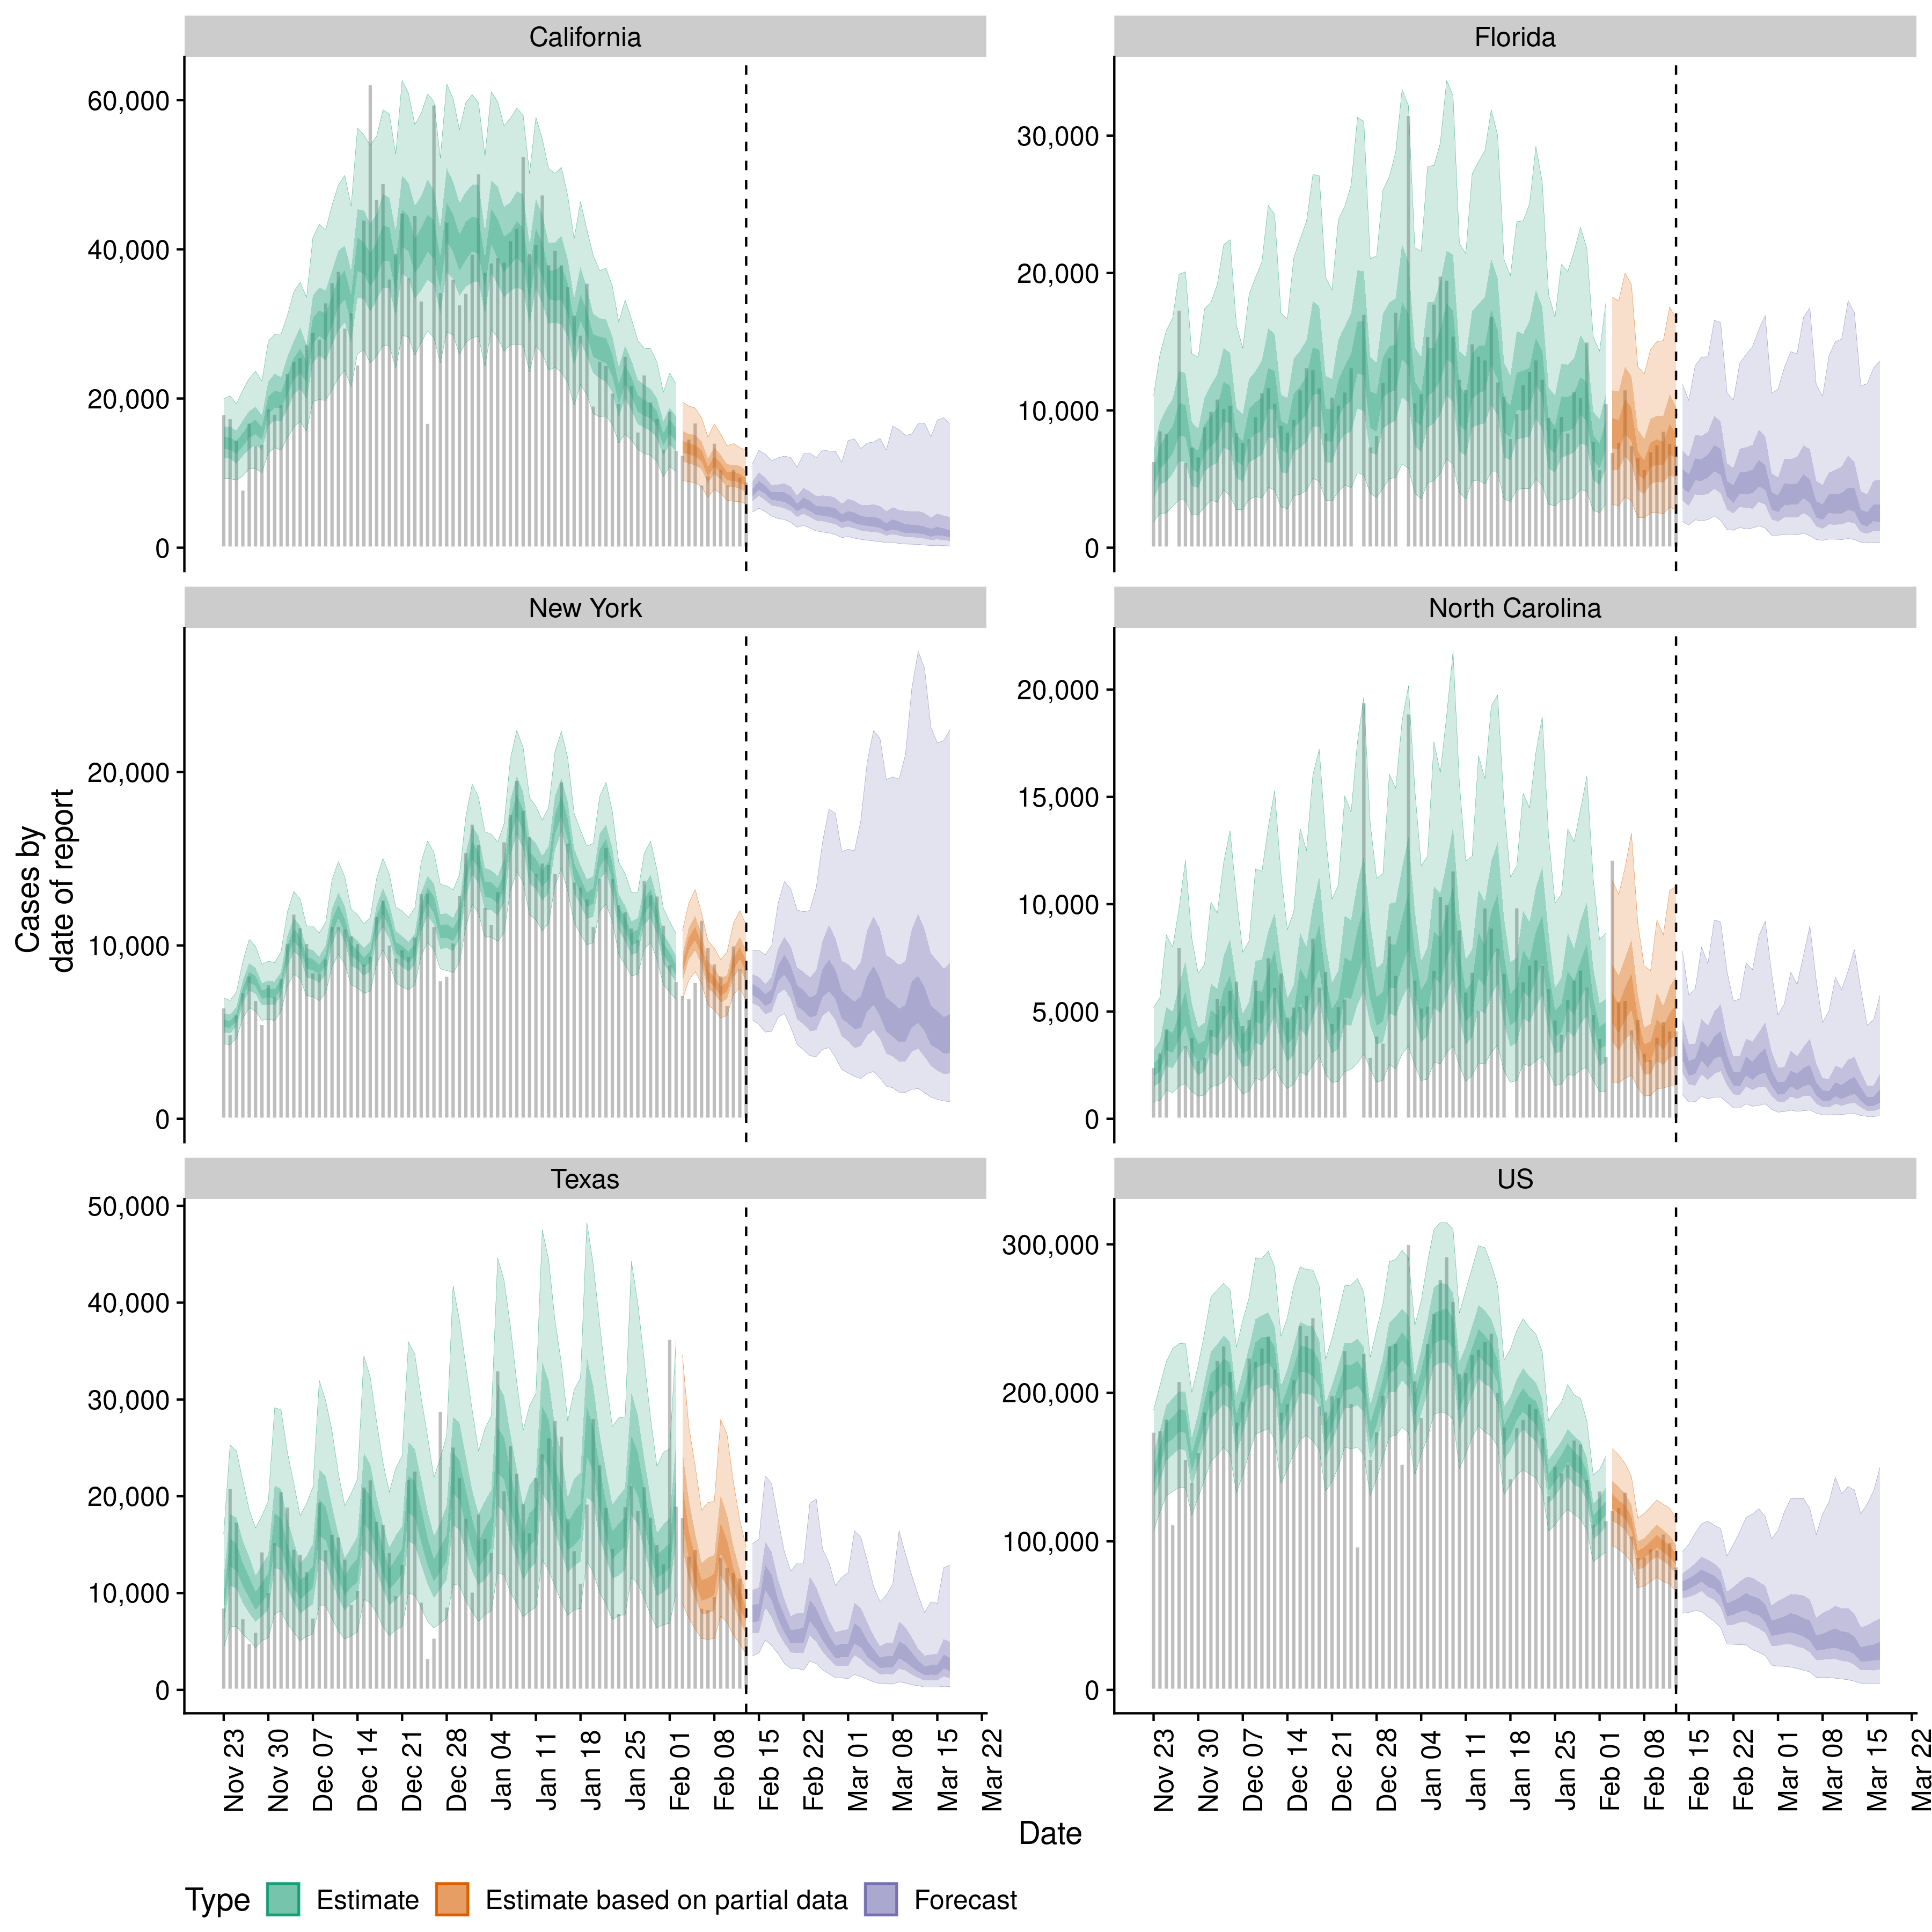 California
Florida
60,000
40,000
20,000
0
30,000
20,000
10,000
0
New York
North Carolina
20,000
10,000
0
20,000
15,000
10,000
5,000
0
Cases by
date of report
Texas
US
50,000
40,000
30,000
20,000
10,000
0
300,000
200,000
100,000
0
Nov 23
Nov 30
Dec 07
Dec 14
Dec 21
Dec 28
Jan 04
Jan 11
Jan 18
Jan 25
Feb 01
Feb 08
Feb 15
Feb 22
Mar 01
Mar 08
Mar 15
Mar 22
Nov 23
Nov 30
Dec 07
Dec 14
Dec 21
Dec 28
Jan 04
Jan 11
Jan 18
Jan 25
Feb 01
Feb 08
Feb 15
Feb 22
Mar 01
Mar 08
Mar 15
Mar 22
Date
Type Estimate Estimate based on partial data Forecast